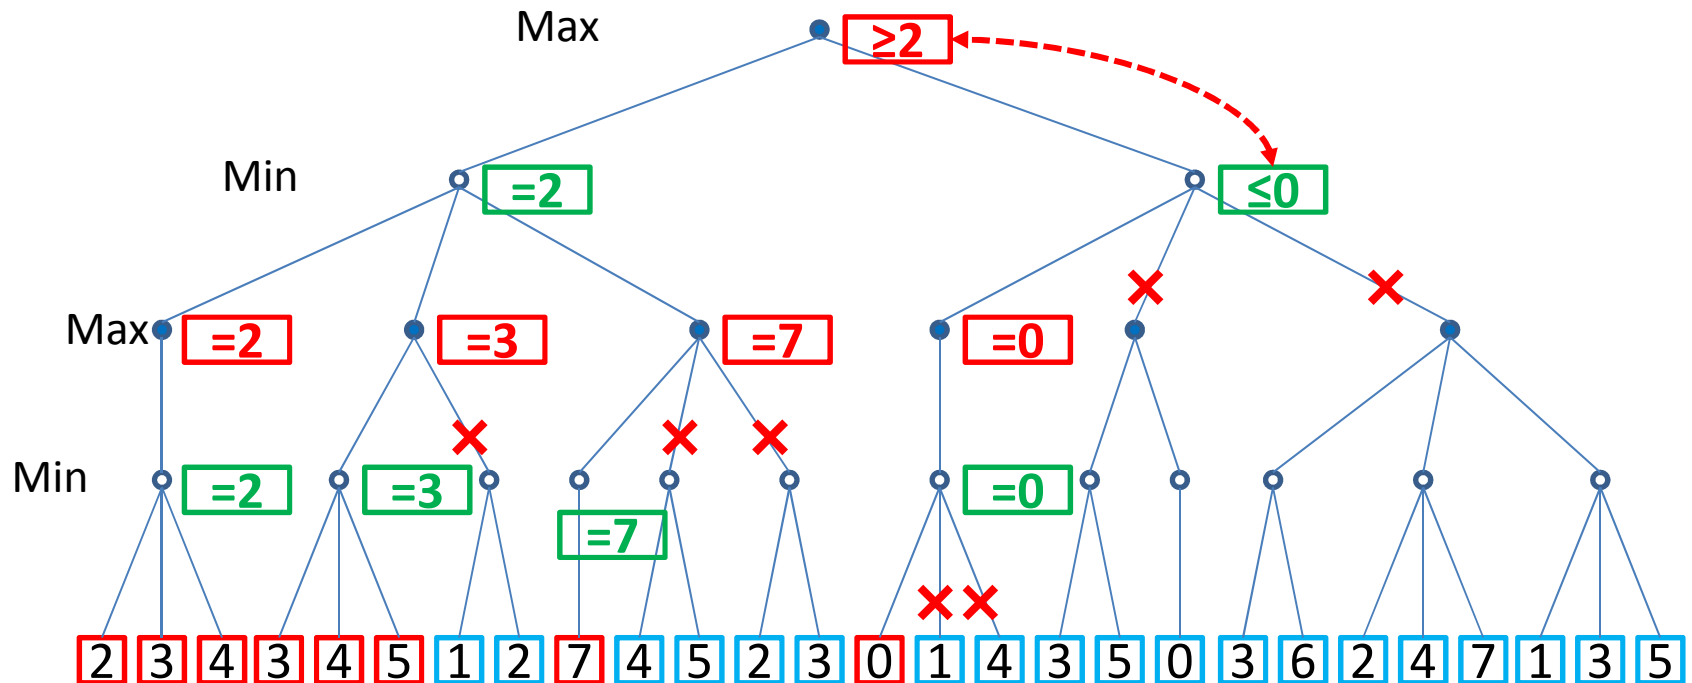 Max ≥2
Min =2 ≤0
Max =2 =3 =7 =0
Min =2 =3 =0
=7
2 3 4 3 4 5 1 2 7 4 5 2 3 0 1 4 3 5 0 3 6 2 4 7 1 3 5